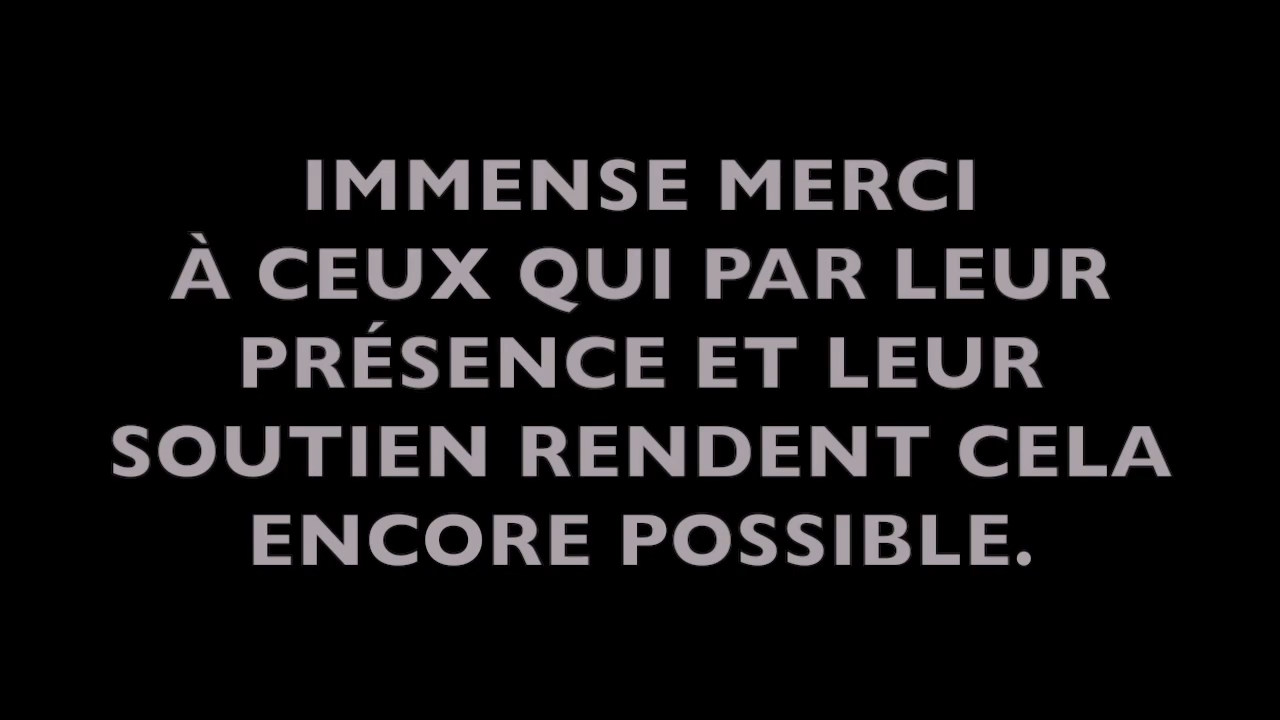 IMMENSE MERCI
À CEUX QUI PAR LEUR
PRÉSENCE ET LEUR
SOUTIEN RENDENT CELA
ENCORE POSSIBLE.